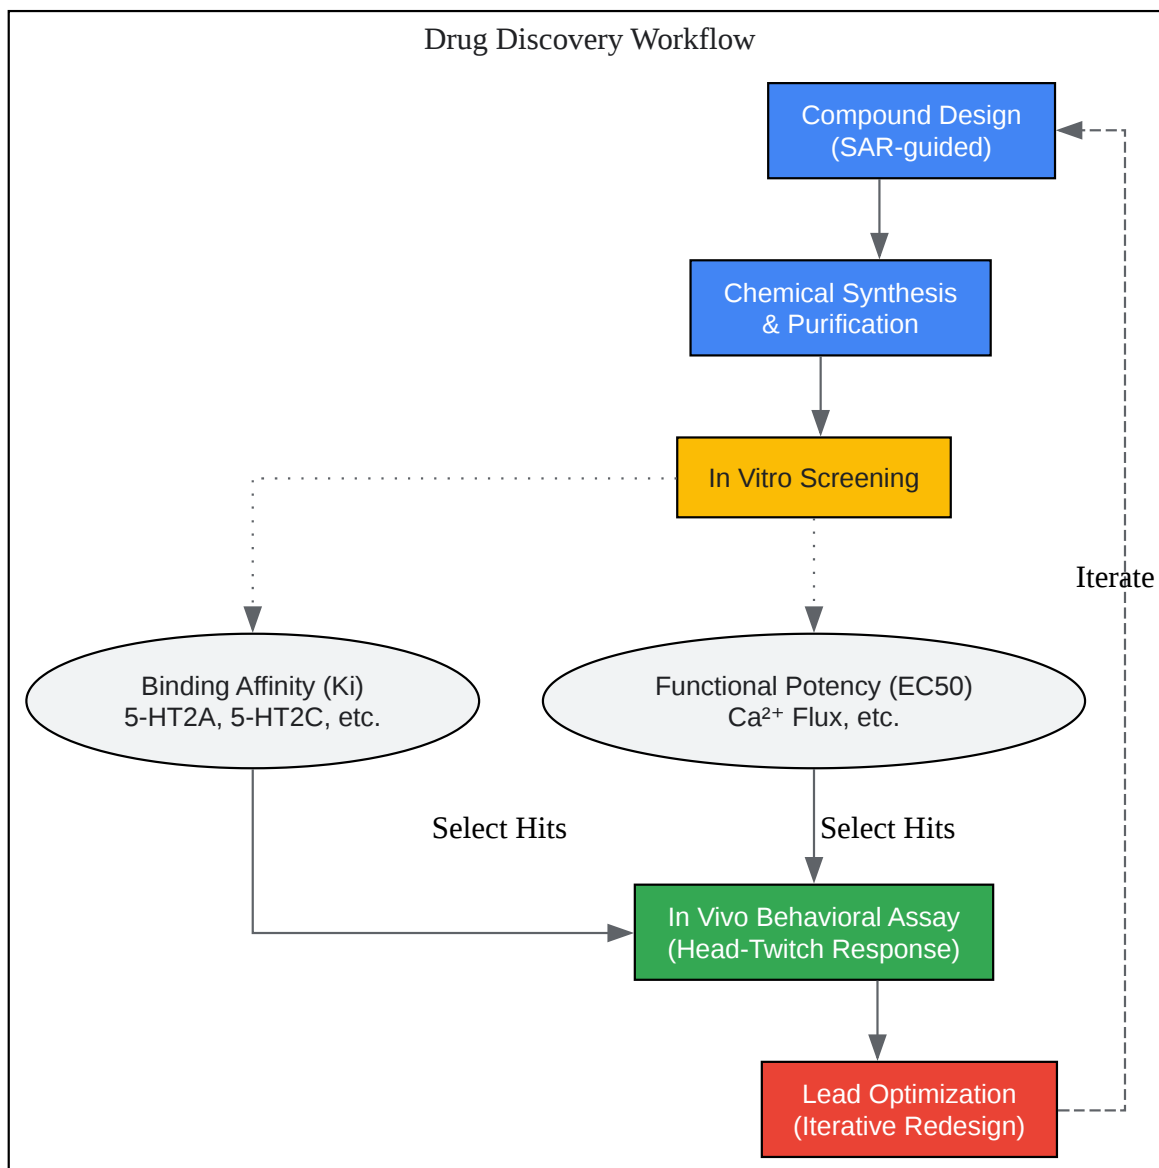 Drug Discovery Workflow
Compound Design
(SAR-guided)
Chemical Synthesis
& Purification
In Vitro Screening
Iterate
Binding Affinity (Ki)
5-HT2A, 5-HT2C, etc.
Functional Potency (EC50)
Ca²⁺ Flux, etc.
Select Hits
Select Hits
In Vivo Behavioral Assay
(Head-Twitch Response)
Lead Optimization
(Iterative Redesign)